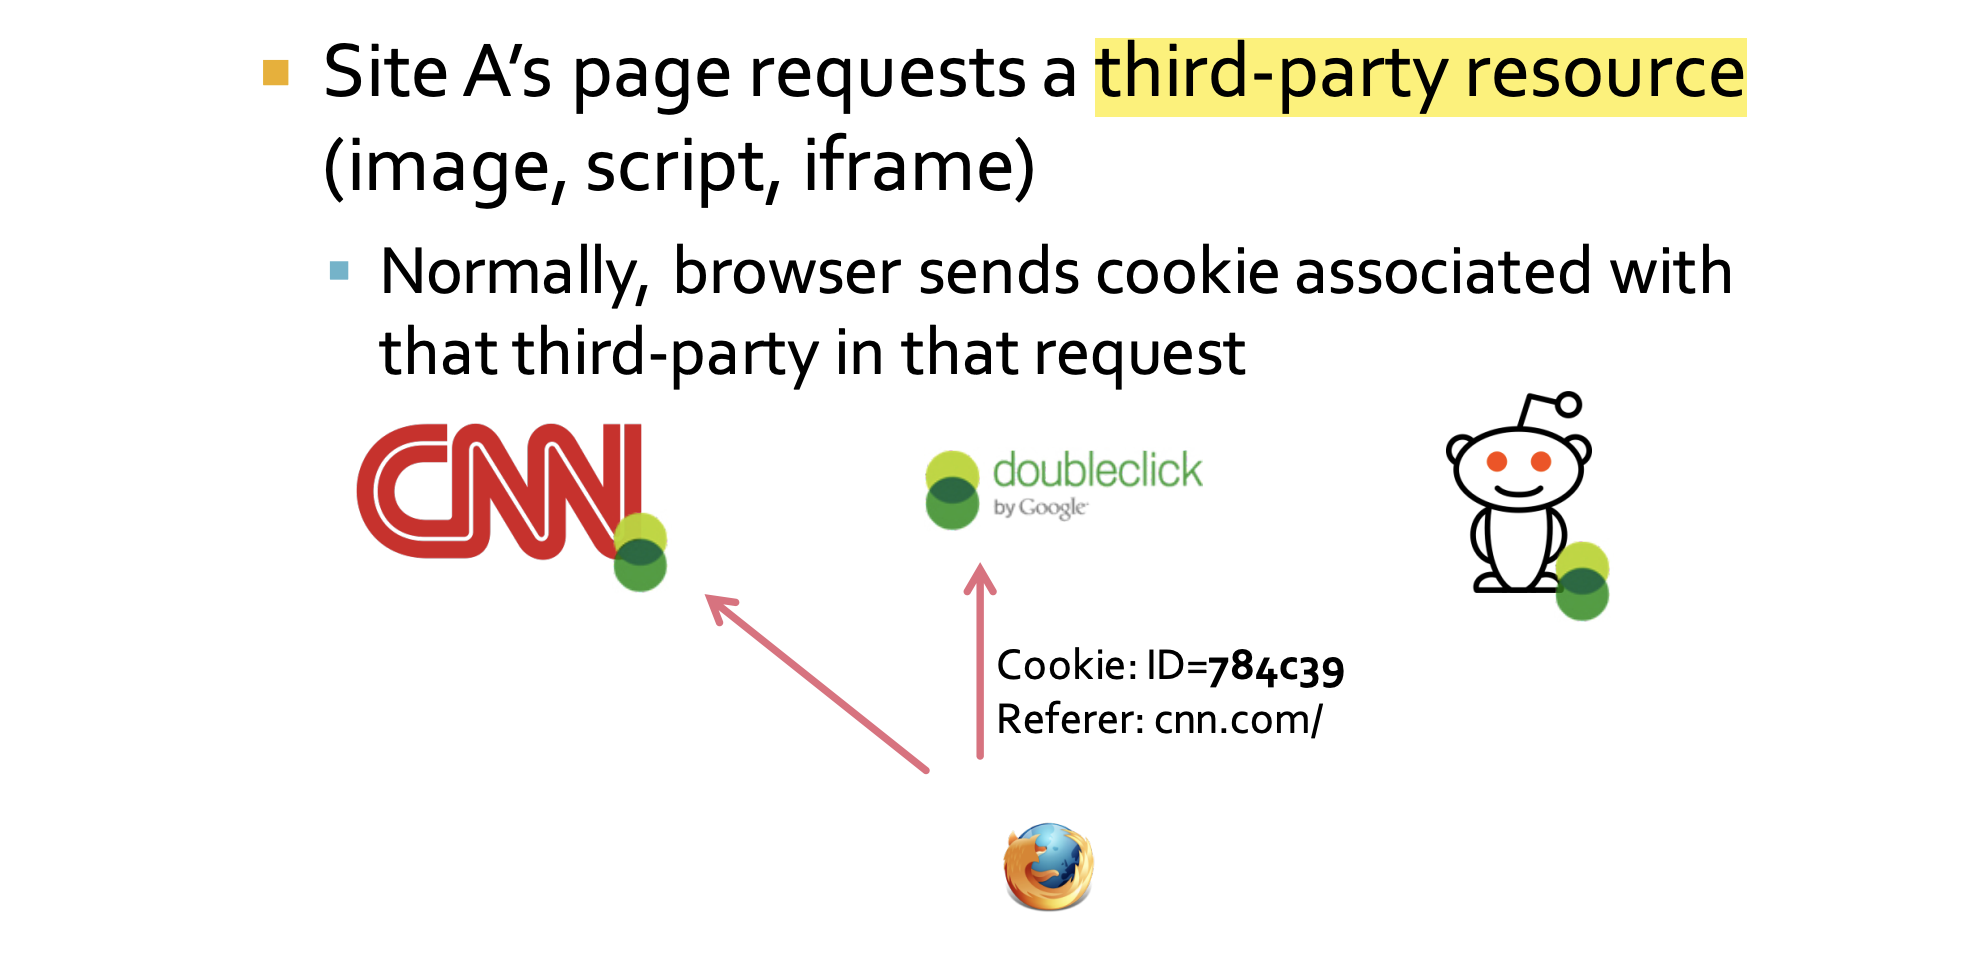 Site A’s page requests a third-party resource
(image, script, iframe)
Normally, browser sends cookie associated with
that third-party in that request
CNN
doubleclick
by Google
Cookie: ID=784c39
Referer: cnn.com/